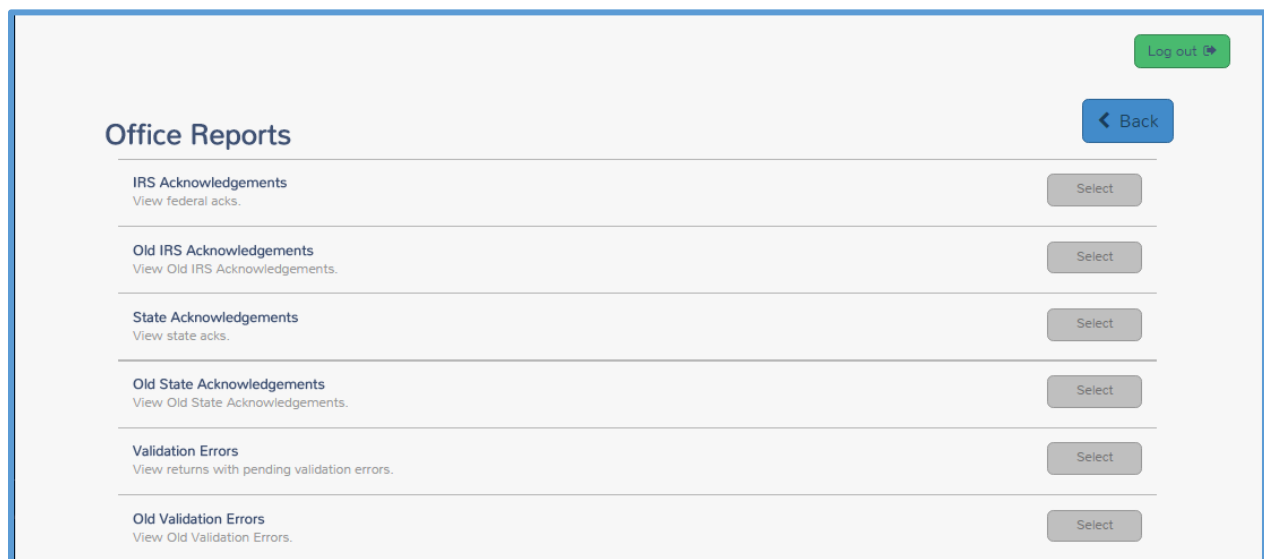 Log out
Back
Office Reports
IRS Acknowledgements
View federal acks.
Select
Old IRS Acknowledgements
View Old IRS Acknowledgements.
Select
State Acknowledgements
View state acks.
Select
Old State Acknowledgements
View Old State Acknowledgements.
Select
Validation Errors
View returns with pending validation errors.
Select
Old Validation Errors
View Old Validation Errors.
Select